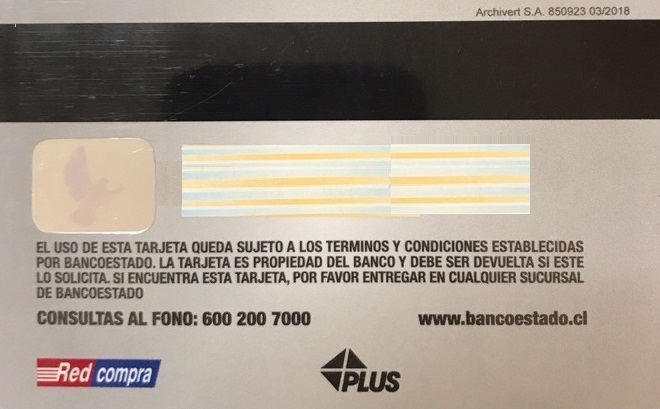 Archivert S.A. 850923 03/2018
EL USO DE ESTA TARJETA QUEDA SUJETO A LOS TERMINOS Y CONDICIONES ESTABLECIDAS
POR BANCOESTADO. LA TARJETA ES PROPIEDAD DEL BANCO Y DEBE SER DEVUELTA SI ESTE
LO SOLICITA. SI ENCUENTRA ESTA TARJETA, POR FAVOR ENTREGAR EN CUALQUIER SUCURSAL
DE BANCOESTADO
CONSULTAS AL FONO: 600 200 7000 www.bancoestado.cl
Red compra PLUS